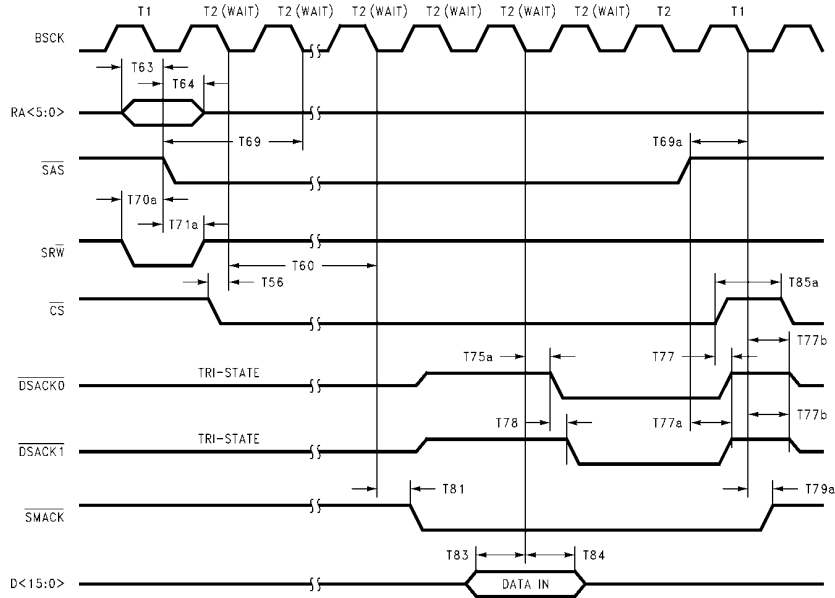 T1 T2 (WAIT) T2 (WAIT) T2 (WAIT) T2 (WAIT) T2 (WAIT) T2 (WAIT) T2 T1
BSCK
T63
T64
RA<5:0>
T69 T69a
SAS
T70a
T71a
SRW
T60
T56 T85a
CS
T77b
T75a T77
TRI-STATE
DSACK0
T77b
T78 T77a
TRI-STATE
DSACK1
T81 T79a
SMACK
T83 T84
D<15:0> DATA IN